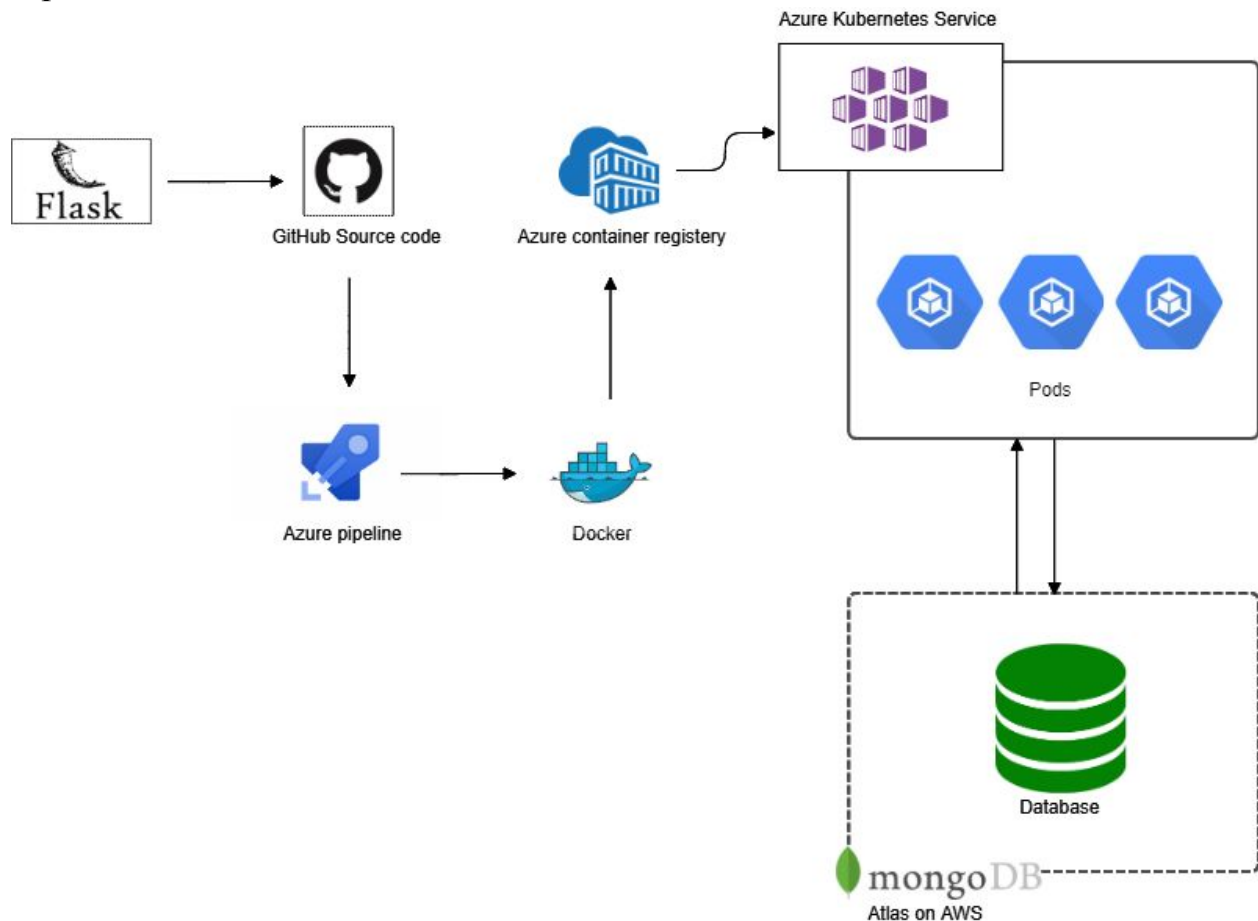 Azure Kubernetes Service
Flask
GitHub Source code
Azure container registery
Pods
Azure pipeline
Docker
Database
mongoDB
Atlas on AWS